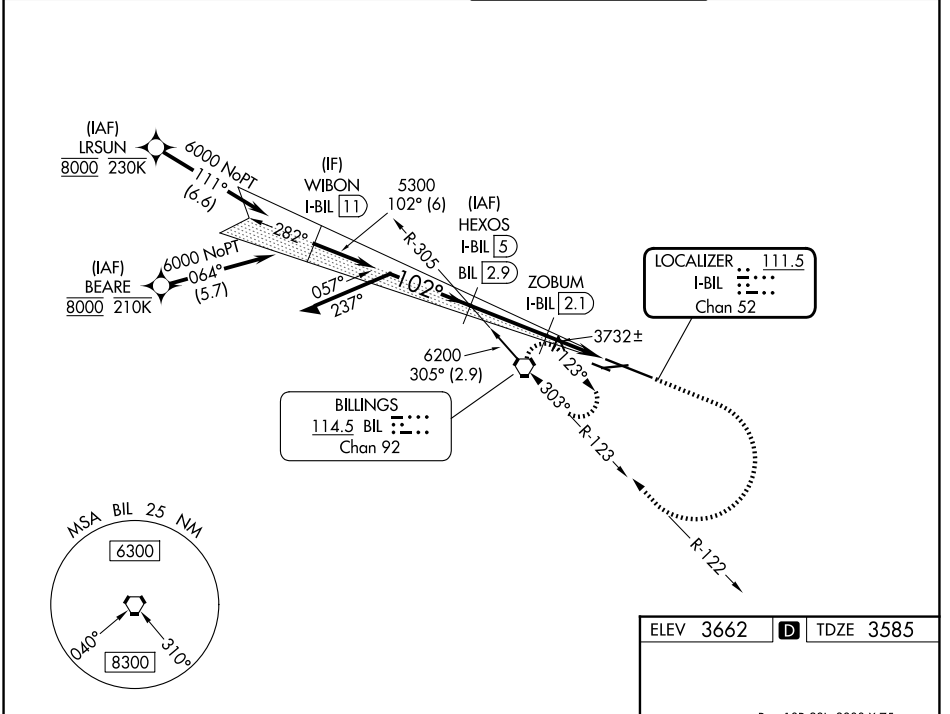 (IAF)
LRSUN
8000 230K
6000 NoPT
111°
(6.6)
(IF)
WIBON
I-BIL 11
5300
102° (6)
(IAF)
HEXOS
I-BIL 5
BIL 2.9
R-305
282°
(IAF)
BEARE
8000 210K
6000 NoPT
064°
(5.7)
057°
237°
102°
ZOBUM
I-BIL 2.1
LOCALIZER 111.5
I-BIL
Chan 52
3732±
6200
305° (2.9)
123°
303°
R-123
R-122
BILLINGS
114.5 BIL
Chan 92
MSA BIL 25 NM
6300
040°
310°
8300
ELEV 3662 D TDZE 3585